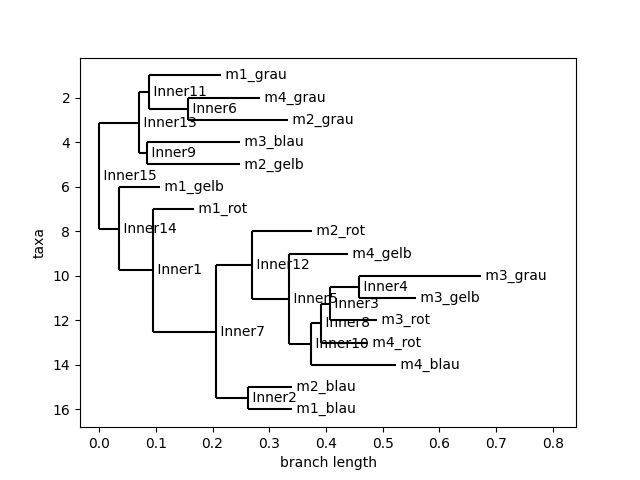 m1_grau
Inner11
m4_grau
Inner6
m2_grau
Inner13
m3_blau
Inner9
m2_gelb
Inner15
m1_gelb
m1_rot
Inner14
m2_rot
m4_gelb
Inner12
Inner1
m3_grau
Inner4
m3_gelb
Inner5
Inner3
m3_rot
Inner8
Inner7
Inner10
m4_rot
m4_blau
m2_blau
Inner2
m1_blau
2
4
6
8
10
12
14
16
taxa
0.0 0.1 0.2 0.3 0.4 0.5 0.6 0.7 0.8
branch length